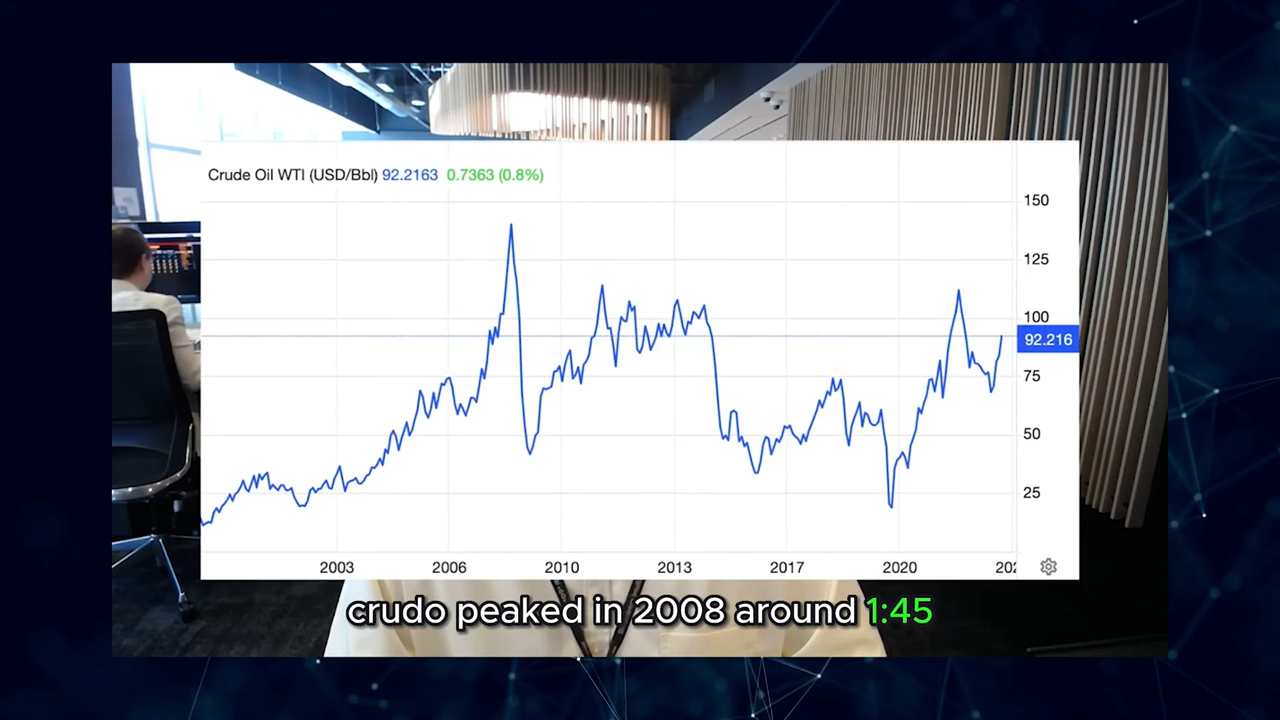 Crude Oil WTI (USD/Bbl) 92.2163 0.7363 (0.8%)
150
125
100
92.216
75
50
25
2003 2006 2010 2013 2017 2020 202
crudo peaked in 2008 around 1:45